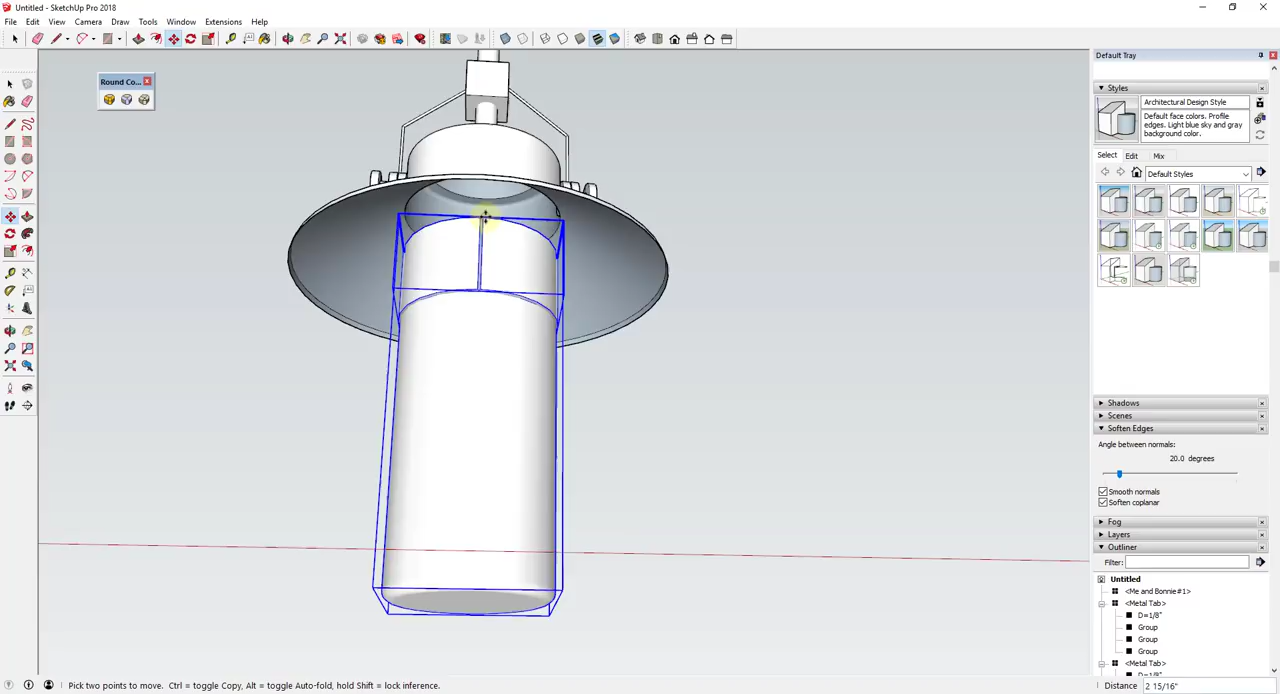 Untitled - SketchUp Pro 2018
File Edit View Camera Draw Tools Window Extensions Help
Round Co...
Default Tray
Styles
Architectural Design Style
Default face colors. Profile
edges. Light blue sky and gray
background color.
Select Edit Mix
Default Styles
Shadows
Scenes
Soften Edges
Angle between normals:
20.0 degrees
Smooth normals
Soften coplanar
Fog
Layers
Outliner
Filter:
Untitled
<Me and Bonnie#1>
<Metal Tab>
D=1/8"
Group
Group
Group
<Metal Tab>
D=1/8"
Pick two points to move. Ctrl = toggle Copy, Alt = toggle Auto-fold, hold Shift = lock inference.
Distance 2 15/16"